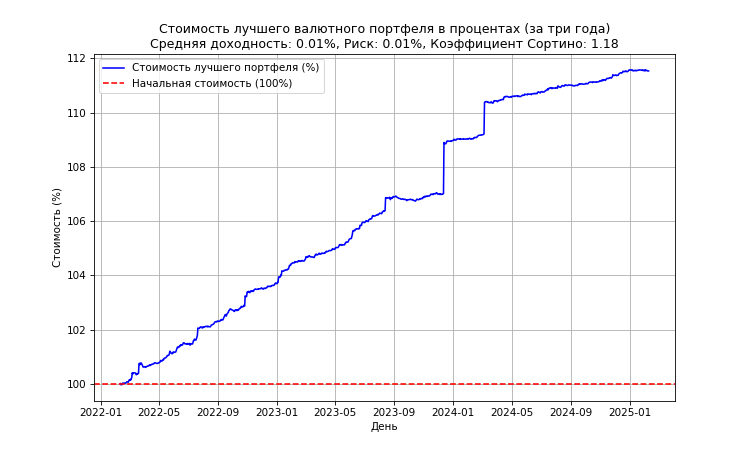 Стоимость лучшего валютного портфеля в процентах (за три года)
Средняя доходность: 0.01%, Риск: 0.01%, Коэффициент Сортино: 1.18
Стоимость лучшего портфеля (%)
Начальная стоимость (100%)
Стоимость (%)
112
110
108
106
104
102
100
2022-01 2022-05 2022-09 2023-01 2023-05 2023-09 2024-01 2024-05 2024-09 2025-01
День